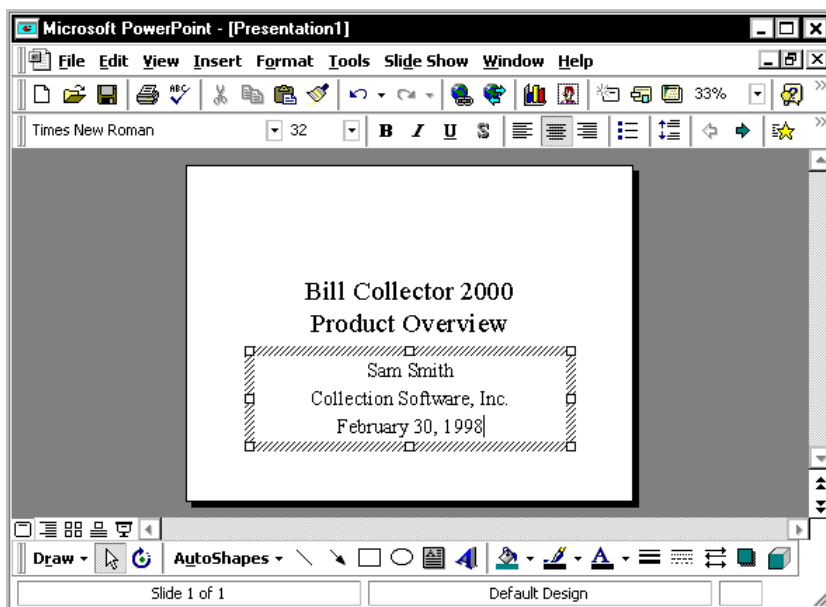 Microsoft PowerPoint - [Presentation1]
File Edit View Insert Format Tools Slide Show Window Help
ABC 33%
Times New Roman 32 B I U S
Bill Collector 2000
Product Overview
Sam Smith
Collection Software, Inc.
February 30, 1998
Draw AutoShapes A
Slide 1 of 1 Default Design